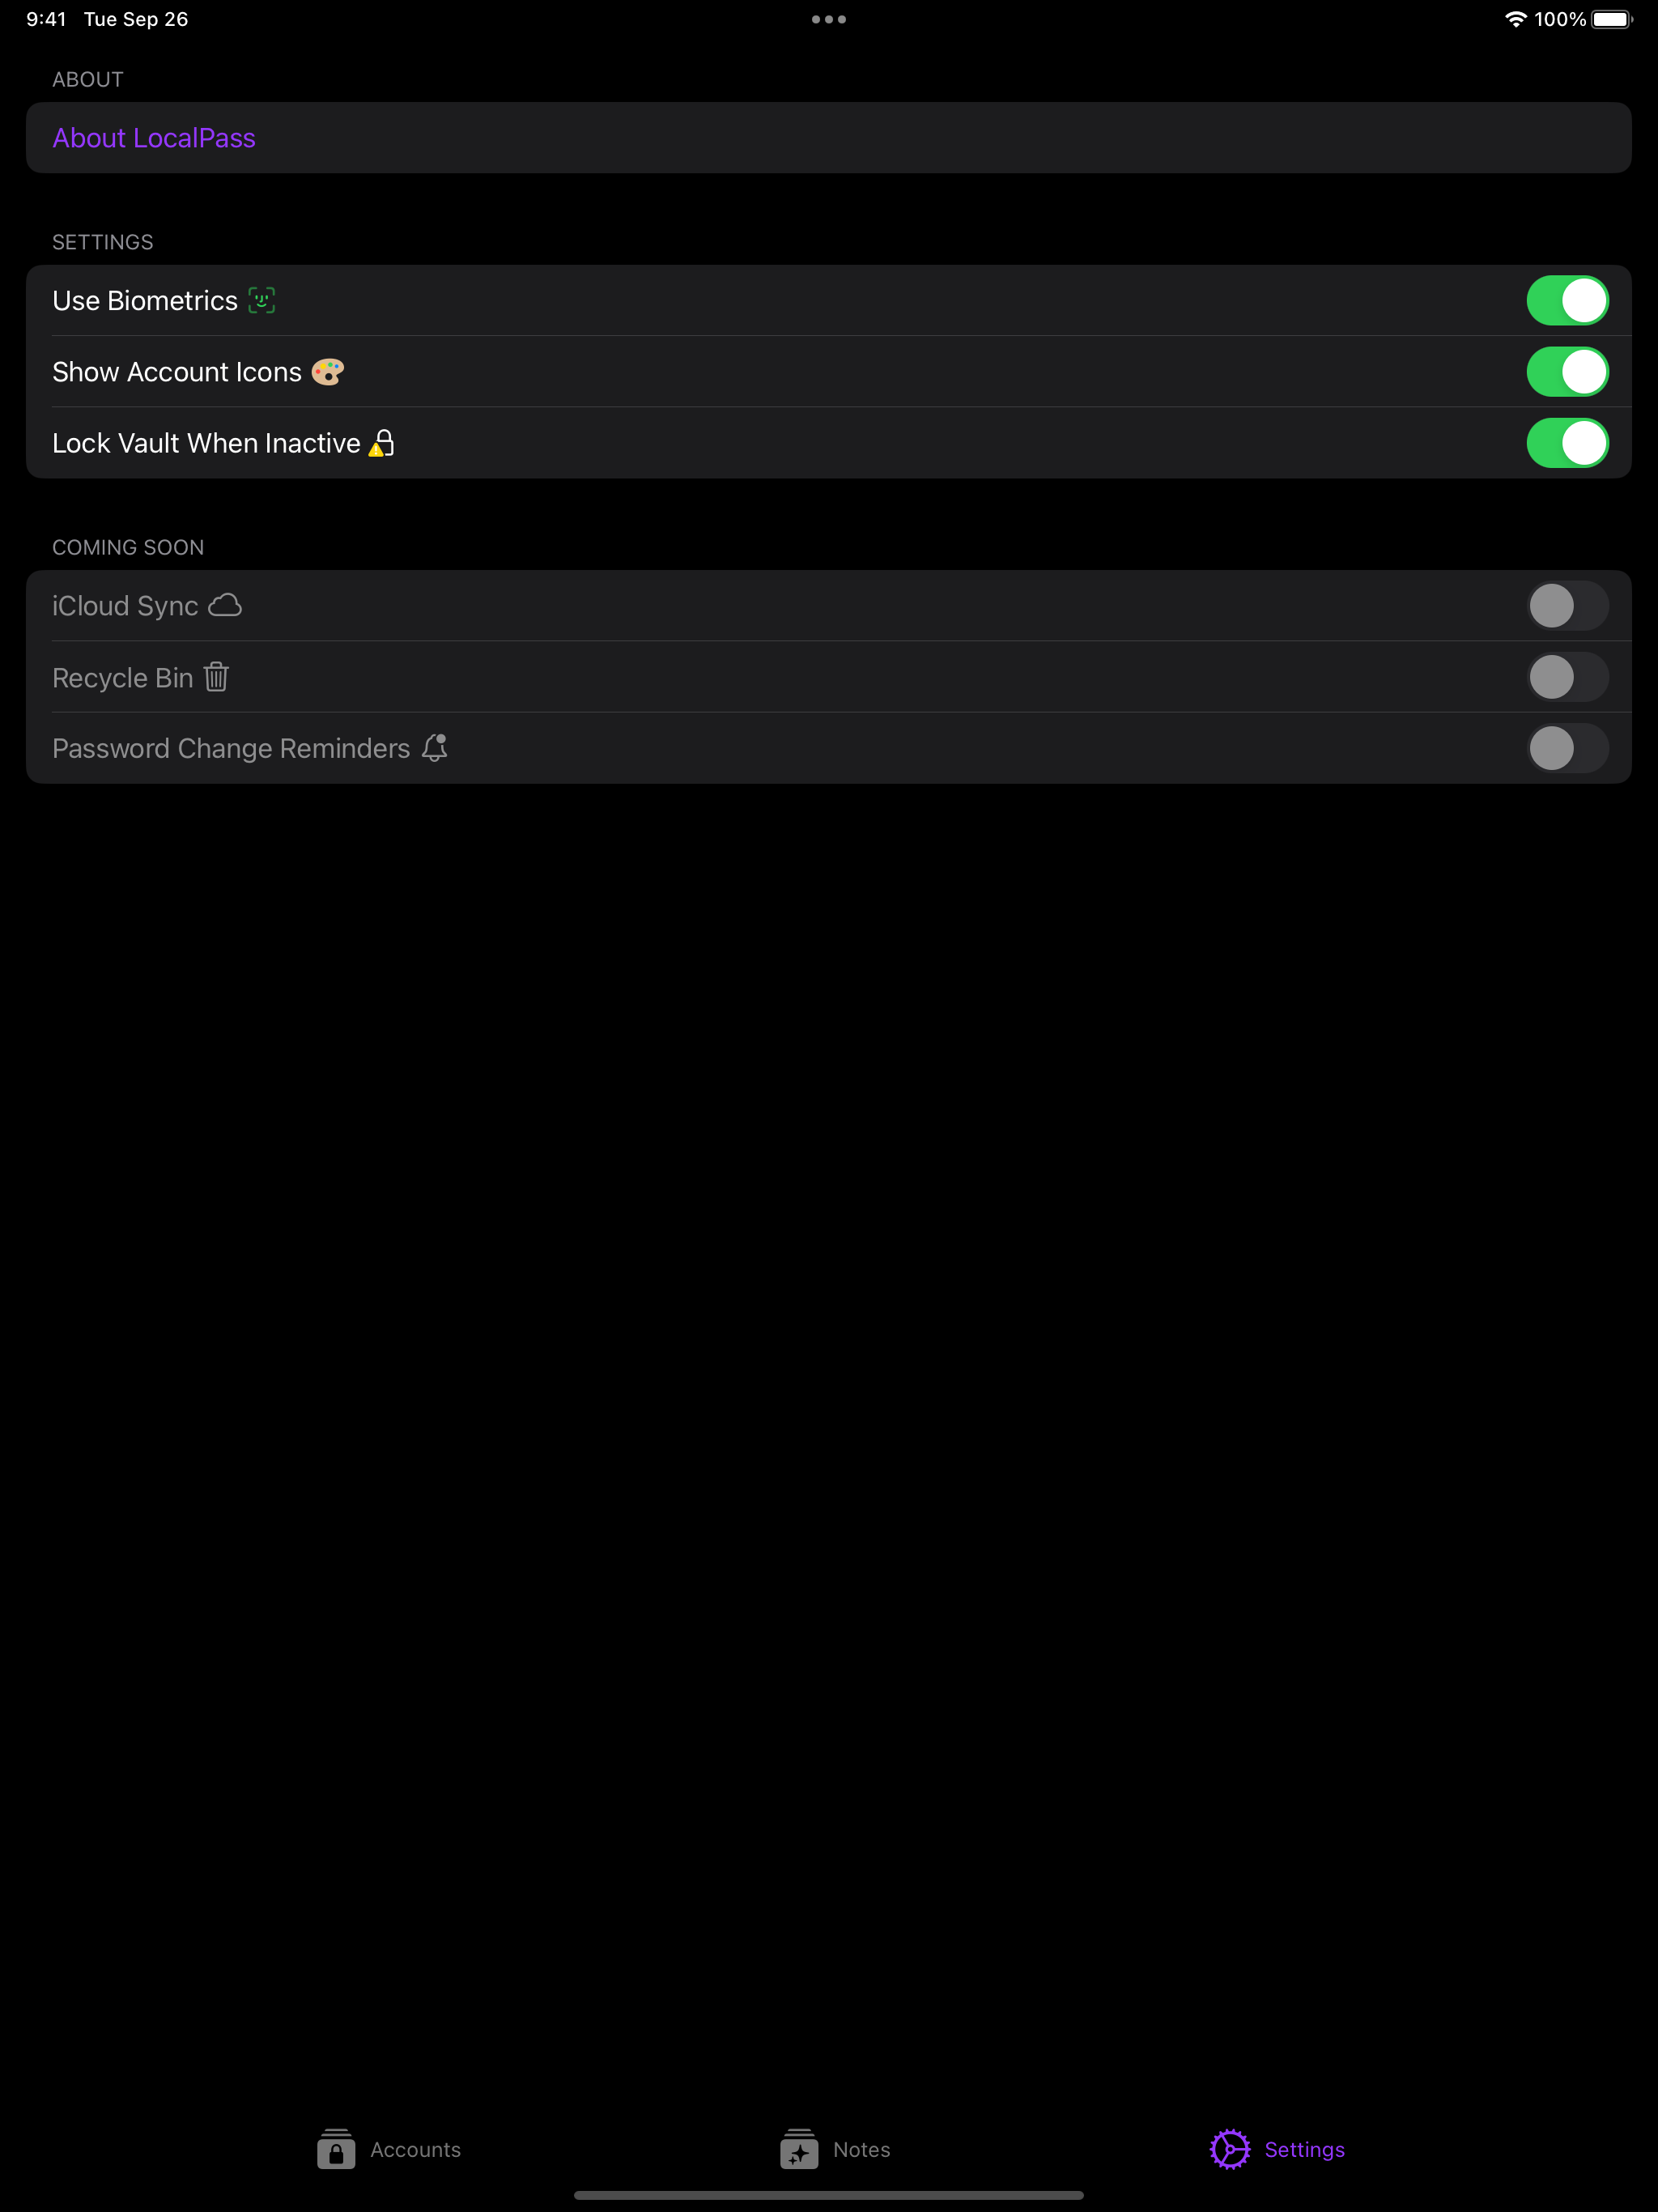 9:41 Tue Sep 26 100%
ABOUT
About LocalPass
SETTINGS
Use Biometrics
Show Account Icons
Lock Vault When Inactive
COMING SOON
iCloud Sync
Recycle Bin
Password Change Reminders
Accounts Notes Settings